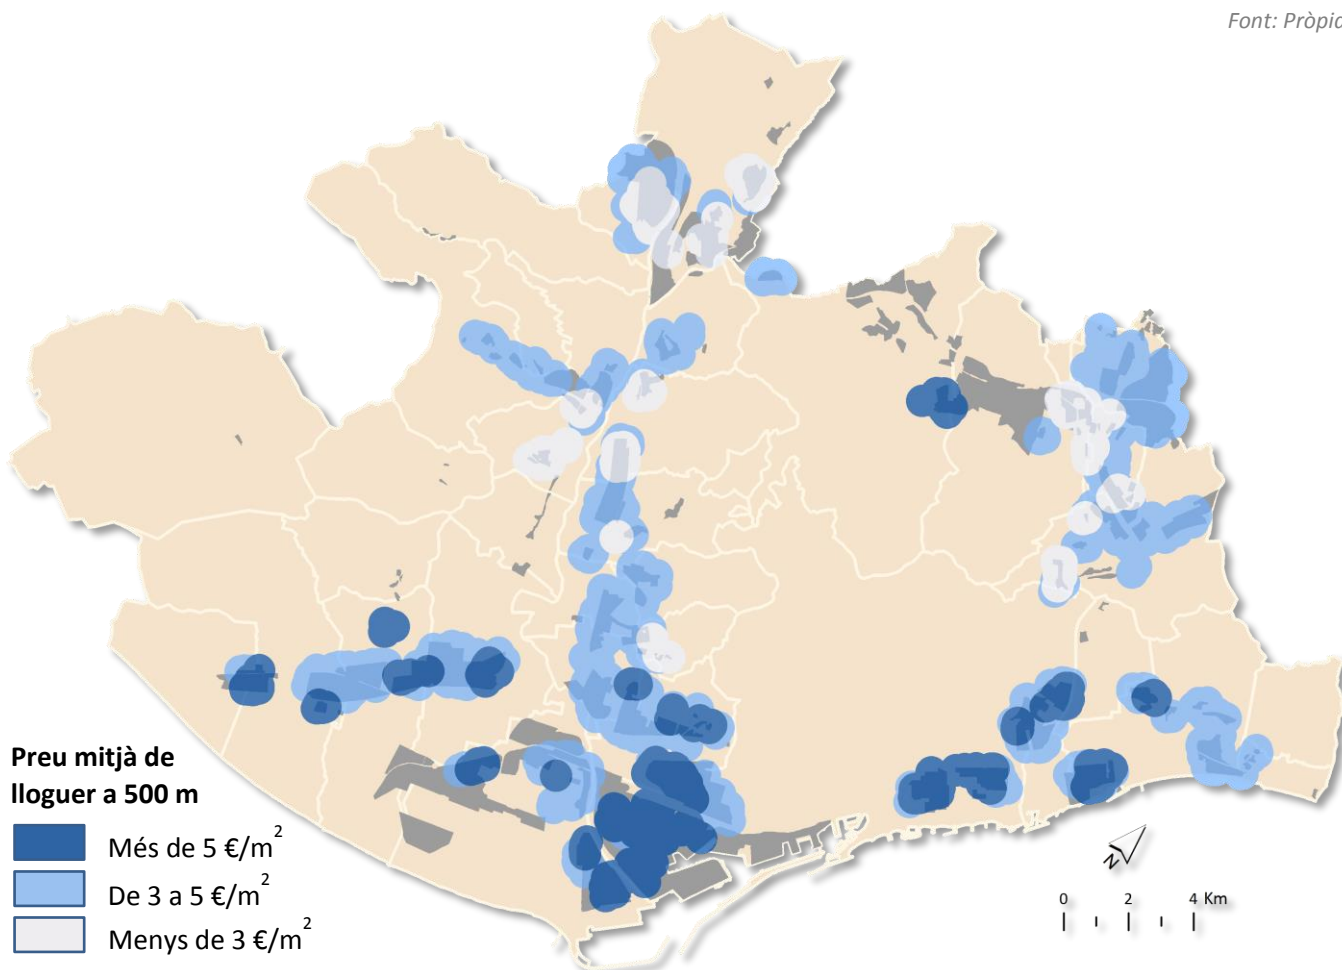 Font: Pròpia
Preu mitjà de
lloguer a 500 m
Més de 5 €/m²
De 3 a 5 €/m²
Menys de 3 €/m²
N
0 2 4 Km